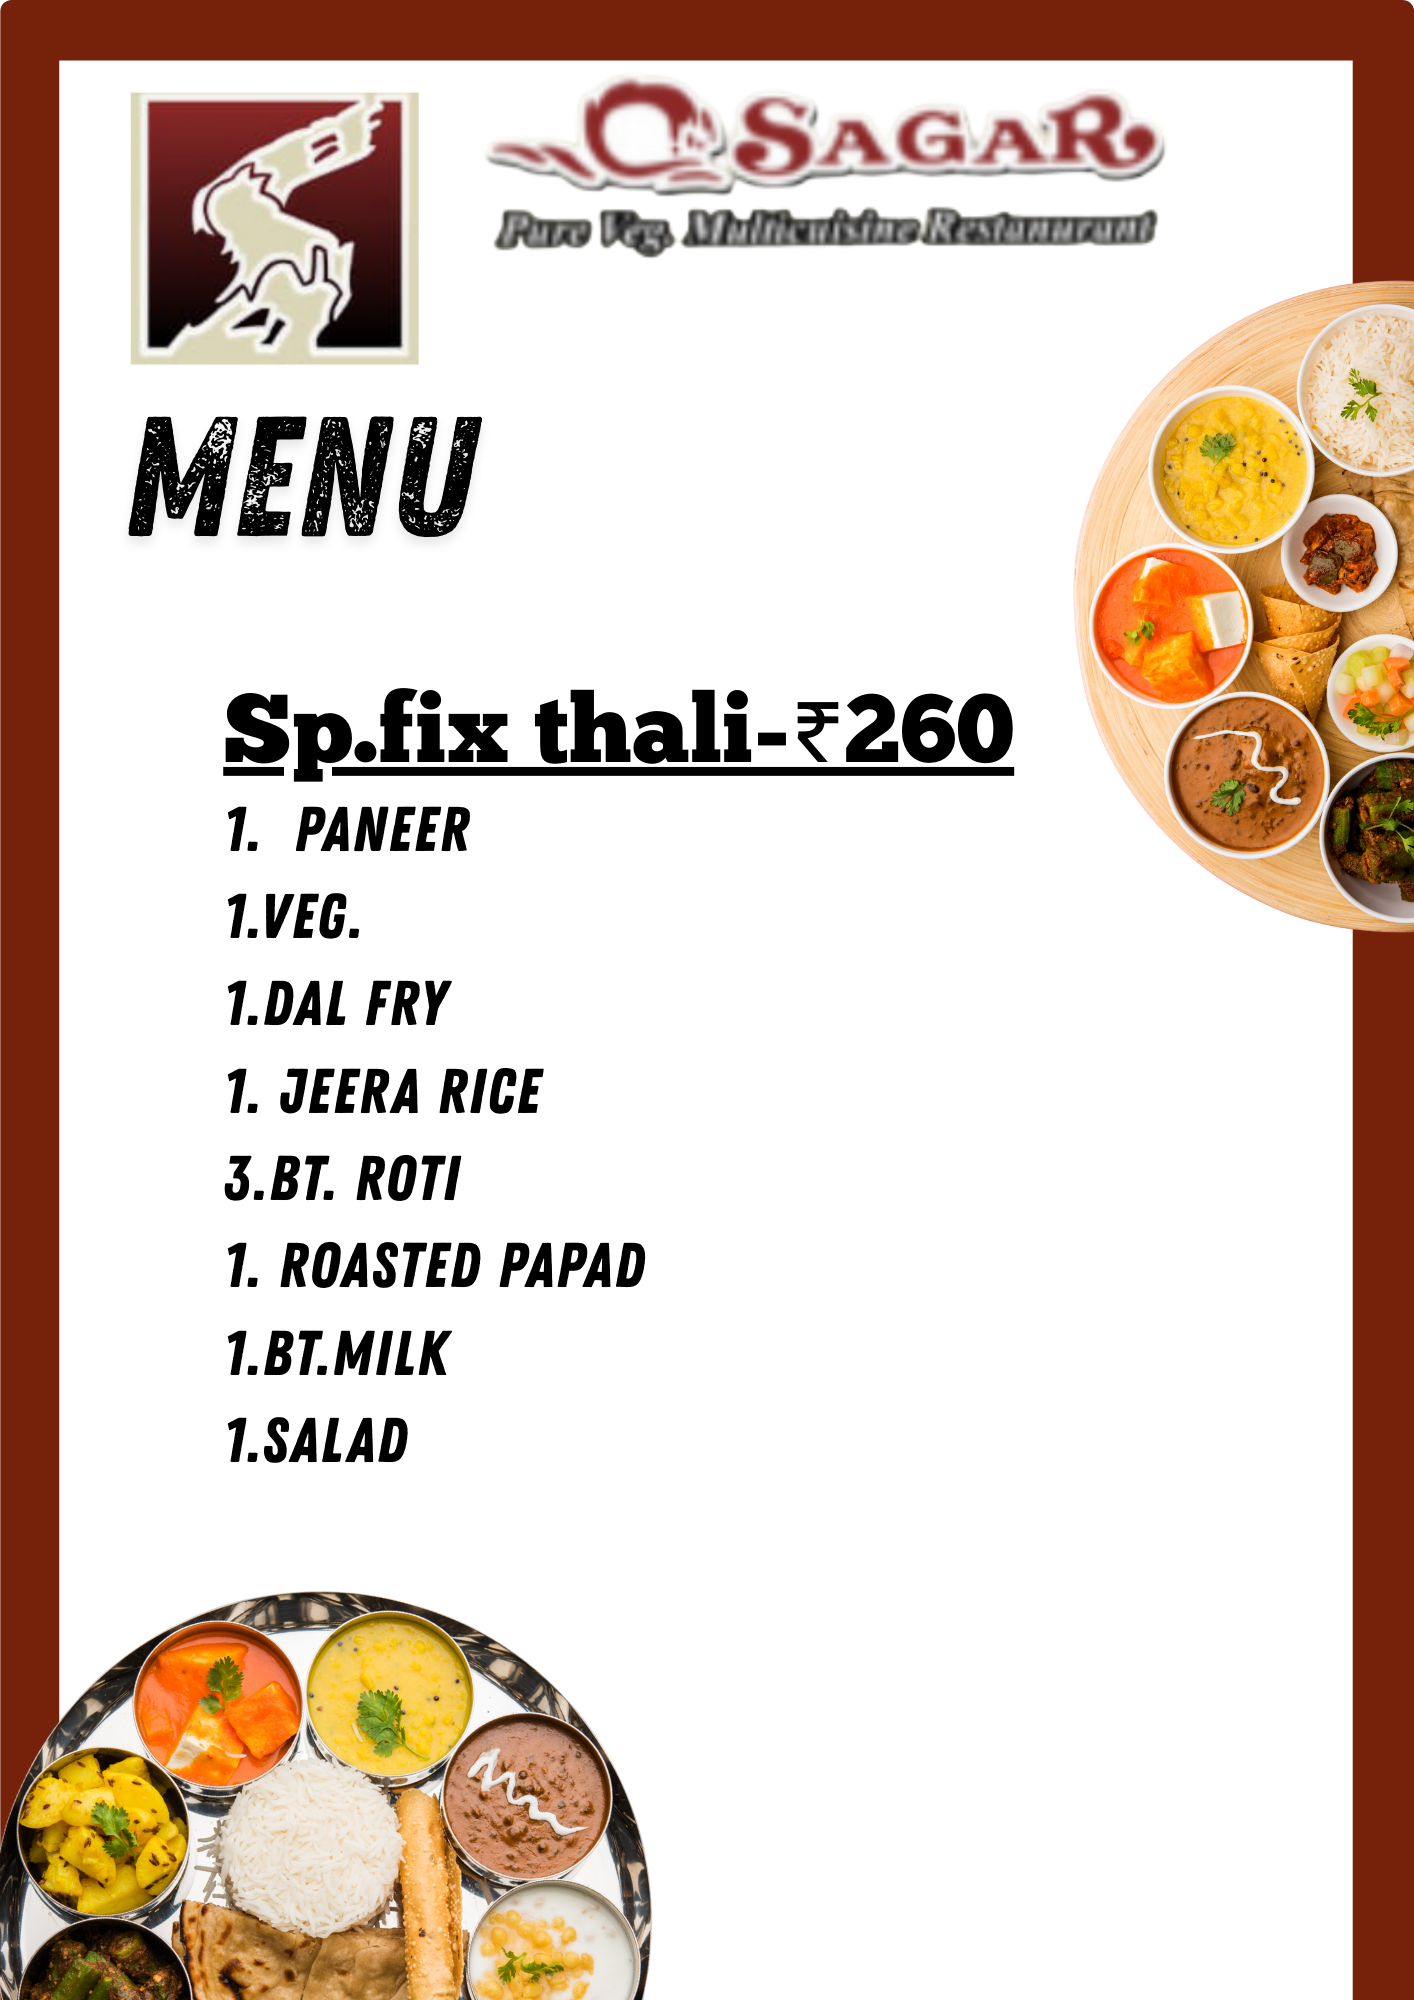 SAGAR
Pure Veg. Multicuisine Restaunurant
MENU
Sp.fix thali-₹260
1. PANEER
1.VEG.
1.DAL FRY
1. JEERA RICE
3.BT. ROTI
1. ROASTED PAPAD
1.BT.MILK
1.SALAD